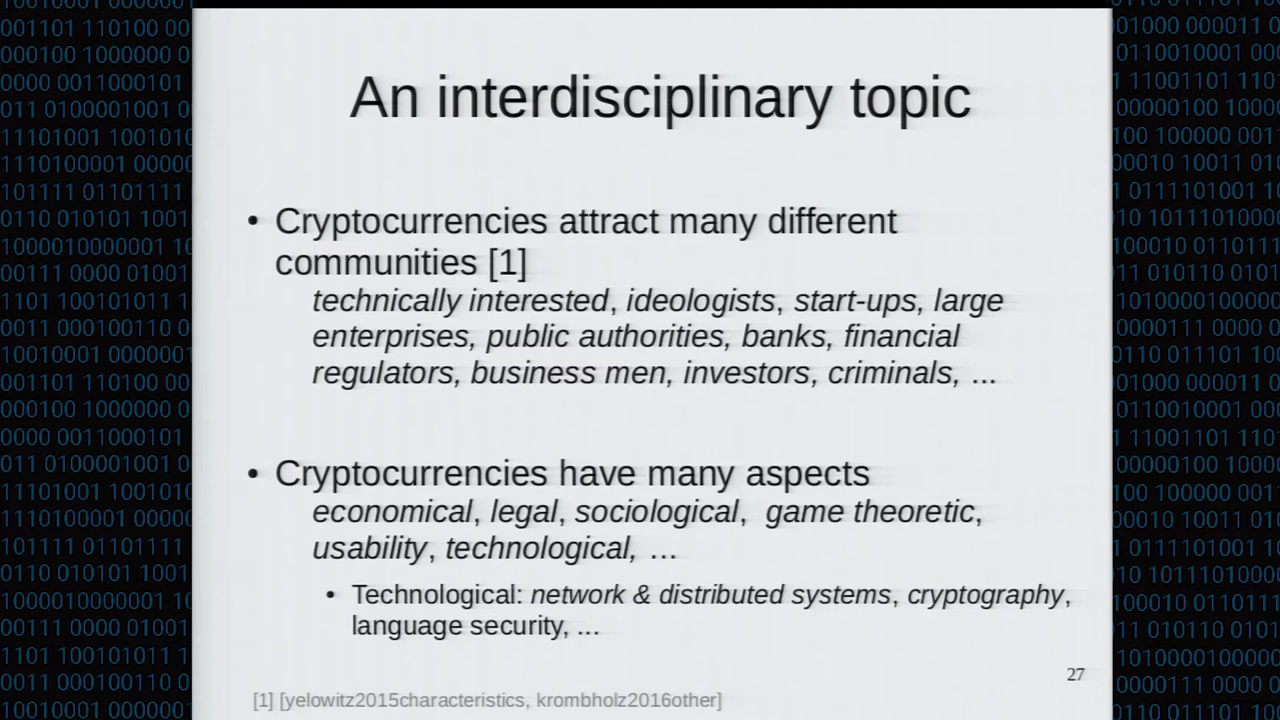 An interdisciplinary topic
• Cryptocurrencies attract many different
communities [1]
technically interested, ideologists, start-ups, large
enterprises, public authorities, banks, financial
regulators, business men, investors, criminals, ...
• Cryptocurrencies have many aspects
economical, legal, sociological, game theoretic,
usability, technological, ...
• Technological: network & distributed systems, cryptography,
language security, ...
27
[1] [yelowitz2015characteristics, krombholz2016other]